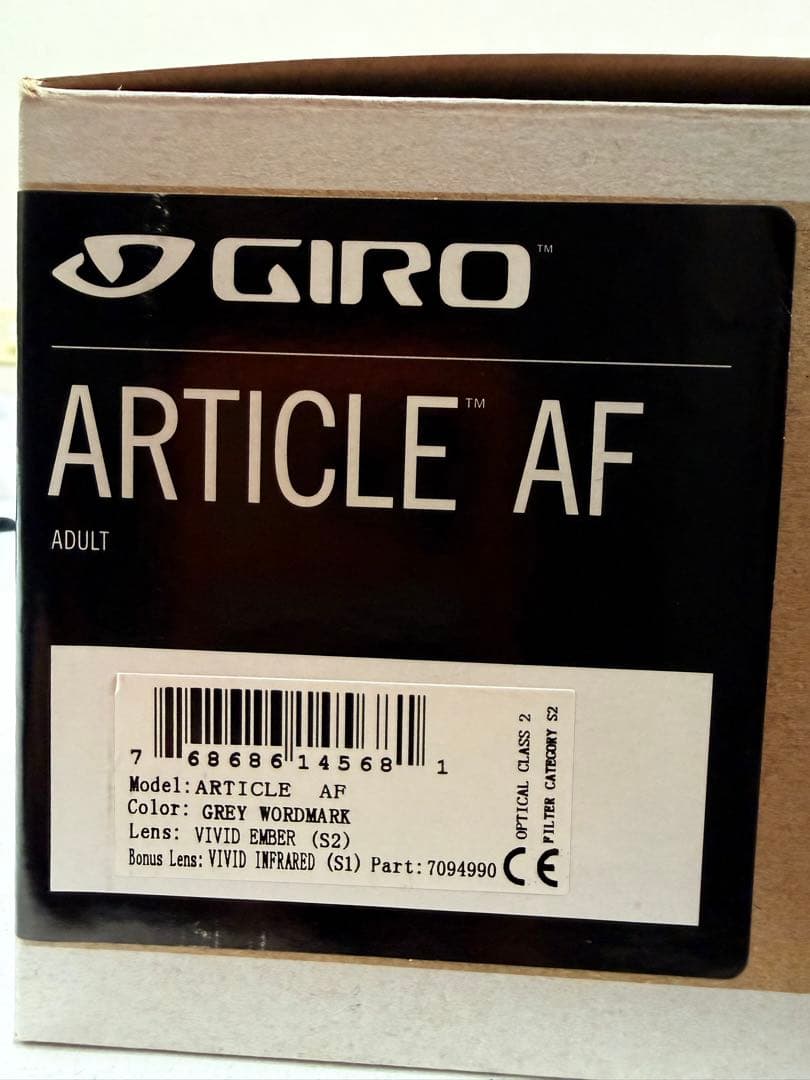 GIRO™
ARTICLE™ AF
ADULT
7 68686 14568 1
Model: ARTICLE AF
Color: GREY WORDMARK
Lens: VIVID EMBER (S2)
Bonus Lens: VIVID INFRARED (S1) Part: 7094990
CE
OPTICAL CLASS 2
FILTER CATEGORY S2